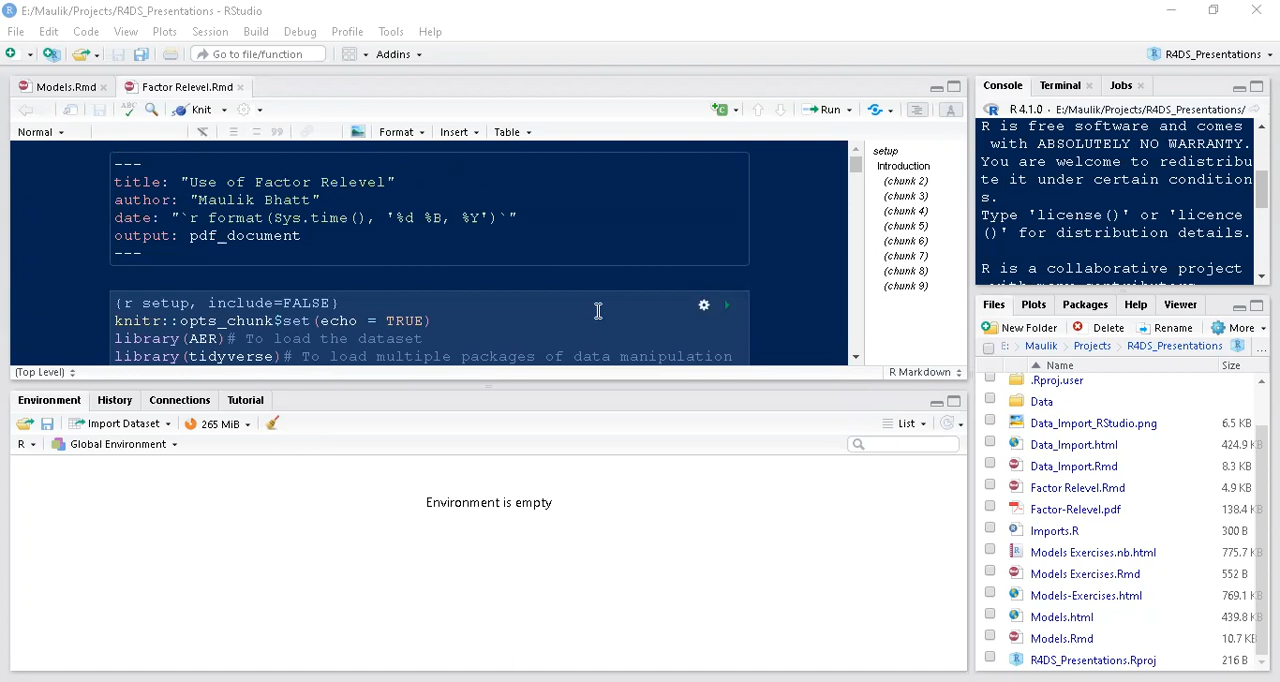 E:/Maulik/Projects/R4DS_Presentations - RStudio
File Edit Code View Plots Session Build Debug Profile Tools Help
Go to file/function Addins R4DS_Presentations
Models.Rmd Factor Relevel.Rmd
Knit Run
Normal Format Insert Table
---
title: "Use of Factor Relevel"
author: "Maulik Bhatt"
date: "`r format(Sys.time(), '%d %B, %Y')`"
output: pdf_document
---
{r setup, include=FALSE}
knitr::opts_chunk$set(echo = TRUE)
library(AER)# To load the dataset
library(tidyverse)# To load multiple packages of data manipulation
setup
Introduction
(chunk 2)
(chunk 3)
(chunk 4)
(chunk 5)
(chunk 6)
(chunk 7)
(chunk 8)
(chunk 9)
(Top Level) R Markdown
Environment History Connections Tutorial
Import Dataset 265 MiB List
R Global Environment
Environment is empty
Console Terminal Jobs
R 4.1.0 · E:/Maulik/Projects/R4DS_Presentations/
R is free software and comes
with ABSOLUTELY NO WARRANTY.
You are welcome to redistribu
te it under certain condition
s.
Type 'license()' or 'licence
()' for distribution details.
R is a collaborative project
Files Plots Packages Help Viewer
New Folder Delete Rename More
E: Maulik Projects R4DS_Presentations ...
Name Size
.Rproj.user
Data
Data_Import_RStudio.png 6.5 KB
Data_Import.html 424.9 KB
Data_Import.Rmd 8.3 KB
Factor Relevel.Rmd 4.9 KB
Factor-Relevel.pdf 138.4 KB
Imports.R 300 B
Models Exercises.nb.html 775.7 KB
Models Exercises.Rmd 552 B
Models-Exercises.html 769.1 KB
Models.html 439.8 KB
Models.Rmd 10.7 KB
R4DS_Presentations.Rproj 216 B